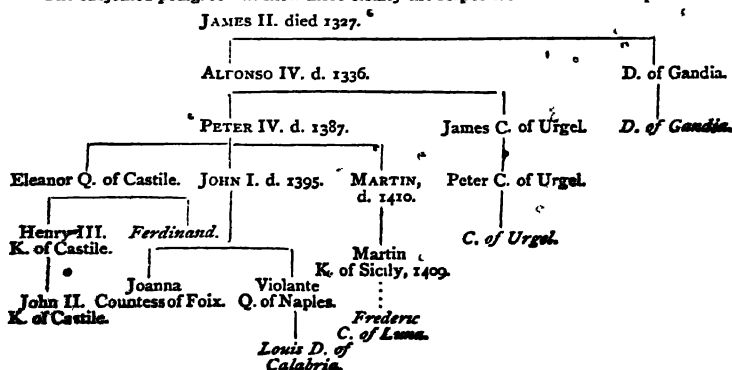 JAMES II. died 1327.
ALFONSO IV. d. 1336. D. of Gandia.
PETER IV. d. 1387. James C. of Urgel. D. of Gandia.
Eleanor Q. of Castile. JOHN I. d. 1395. MARTIN, Peter C. of Urgel.
d. 1410.
Henry III. Ferdinand. C. of Urgel.
K. of Castile.
Martin
K. of Sicily, 1409.
Joanna Violante
John II. Countess of Foix. Q. of Naples.
K. of Castile.
Frederic
C. of Luna.
Louis D. of
Calabria.